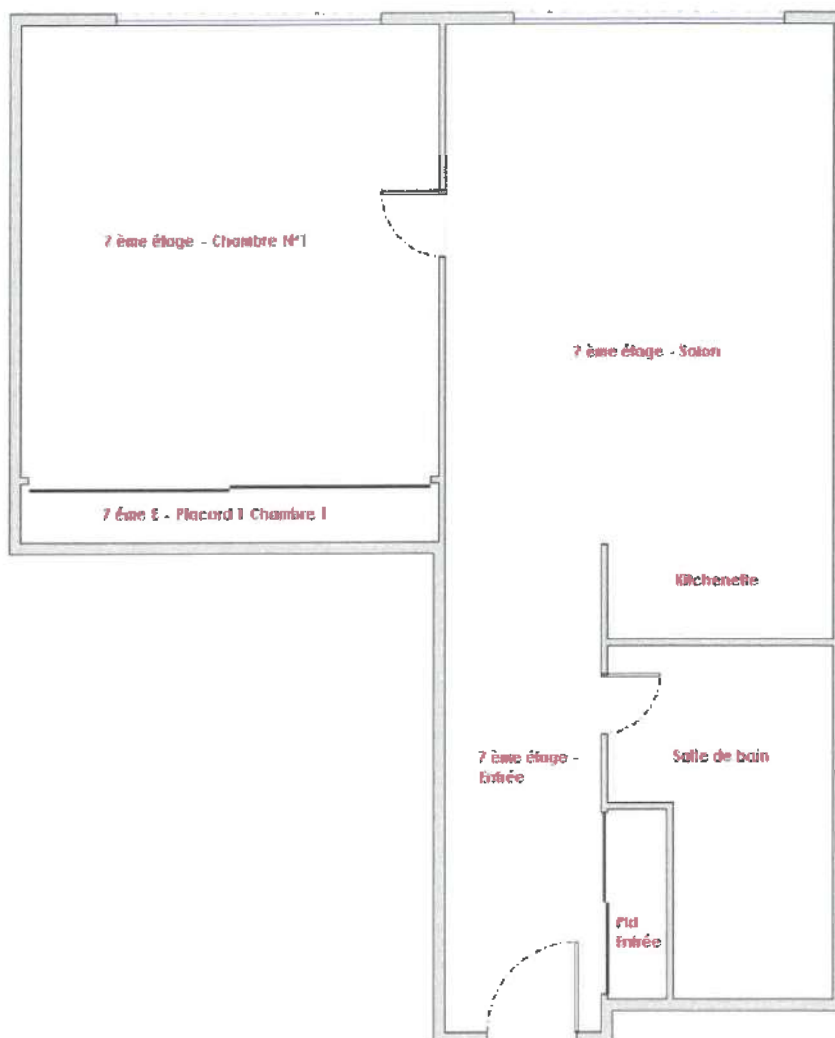 7 ème étage - Chambre N°1
7 ème étage - Salon
7 ème E - Placard 1 Chambre 1
Kitchenette
7 ème étage -
Entrée
Salle de bain
Pld
Entrée